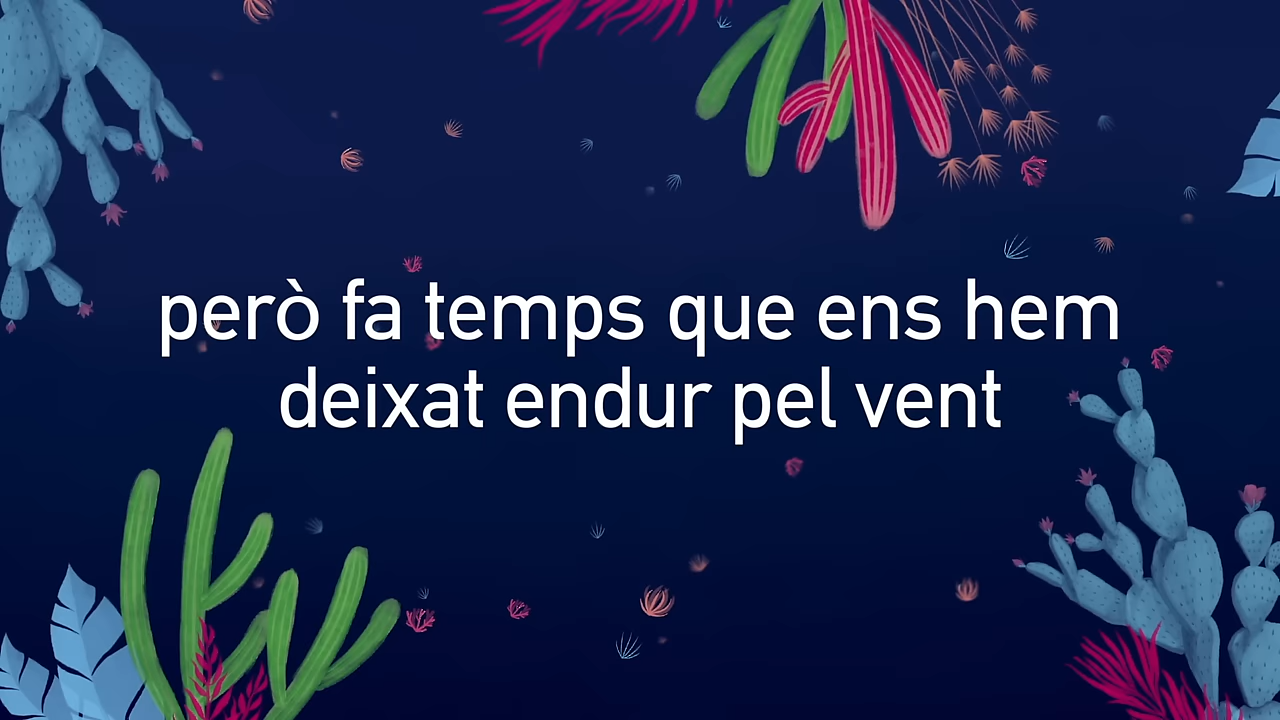 però fa temps que ens hem
deixat endur pel vent